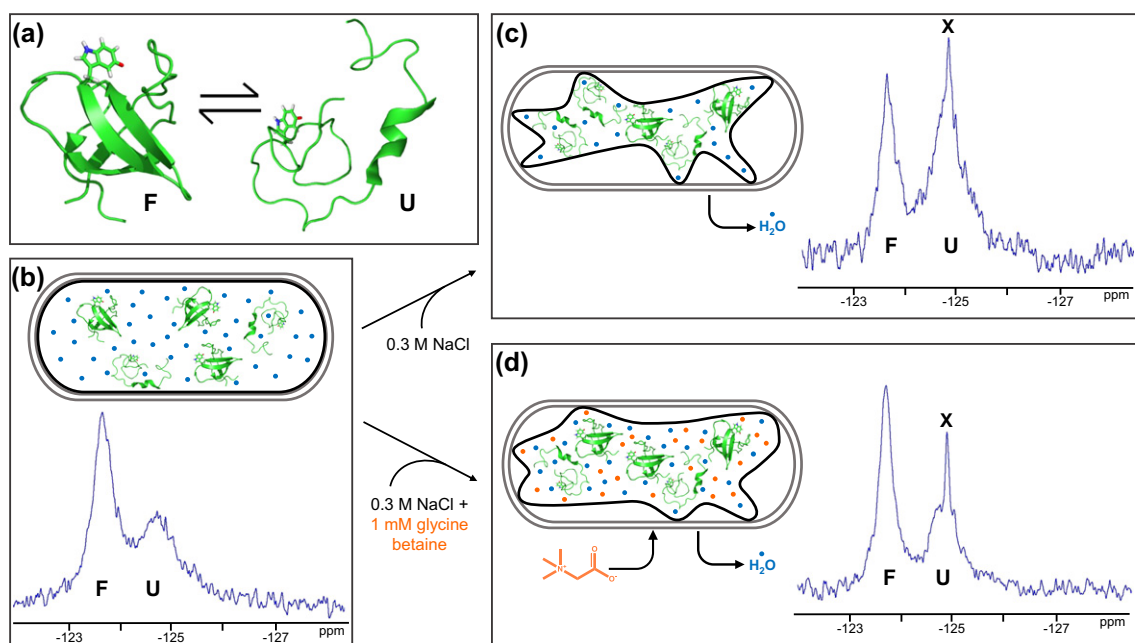 (a)
F
U
(b)
F
U
-123
-125
-127
ppm
0.3 M NaCl
0.3 M NaCl +
1 mM glycine
betaine
(c)
H₂O
X
F
U
-123
-125
-127
ppm
(d)
N⁺
O
O⁻
H₂O
X
F
U
-123
-125
-127
ppm